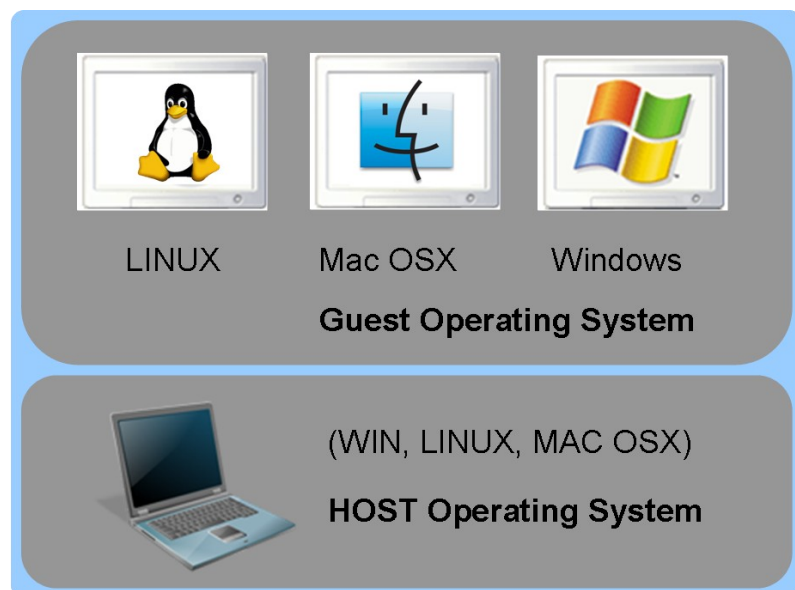 LINUX Mac OSX Windows
Guest Operating System
(WIN, LINUX, MAC OSX)
HOST Operating System